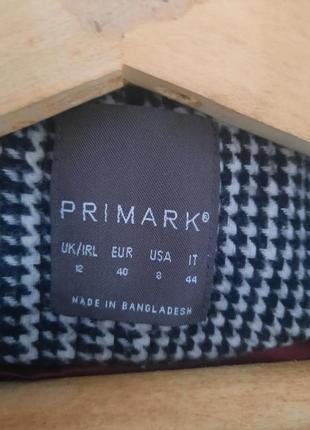 PRIMARK®
UK/IRL EUR USA IT
12 40 8 44
MADE IN BANGLADESH